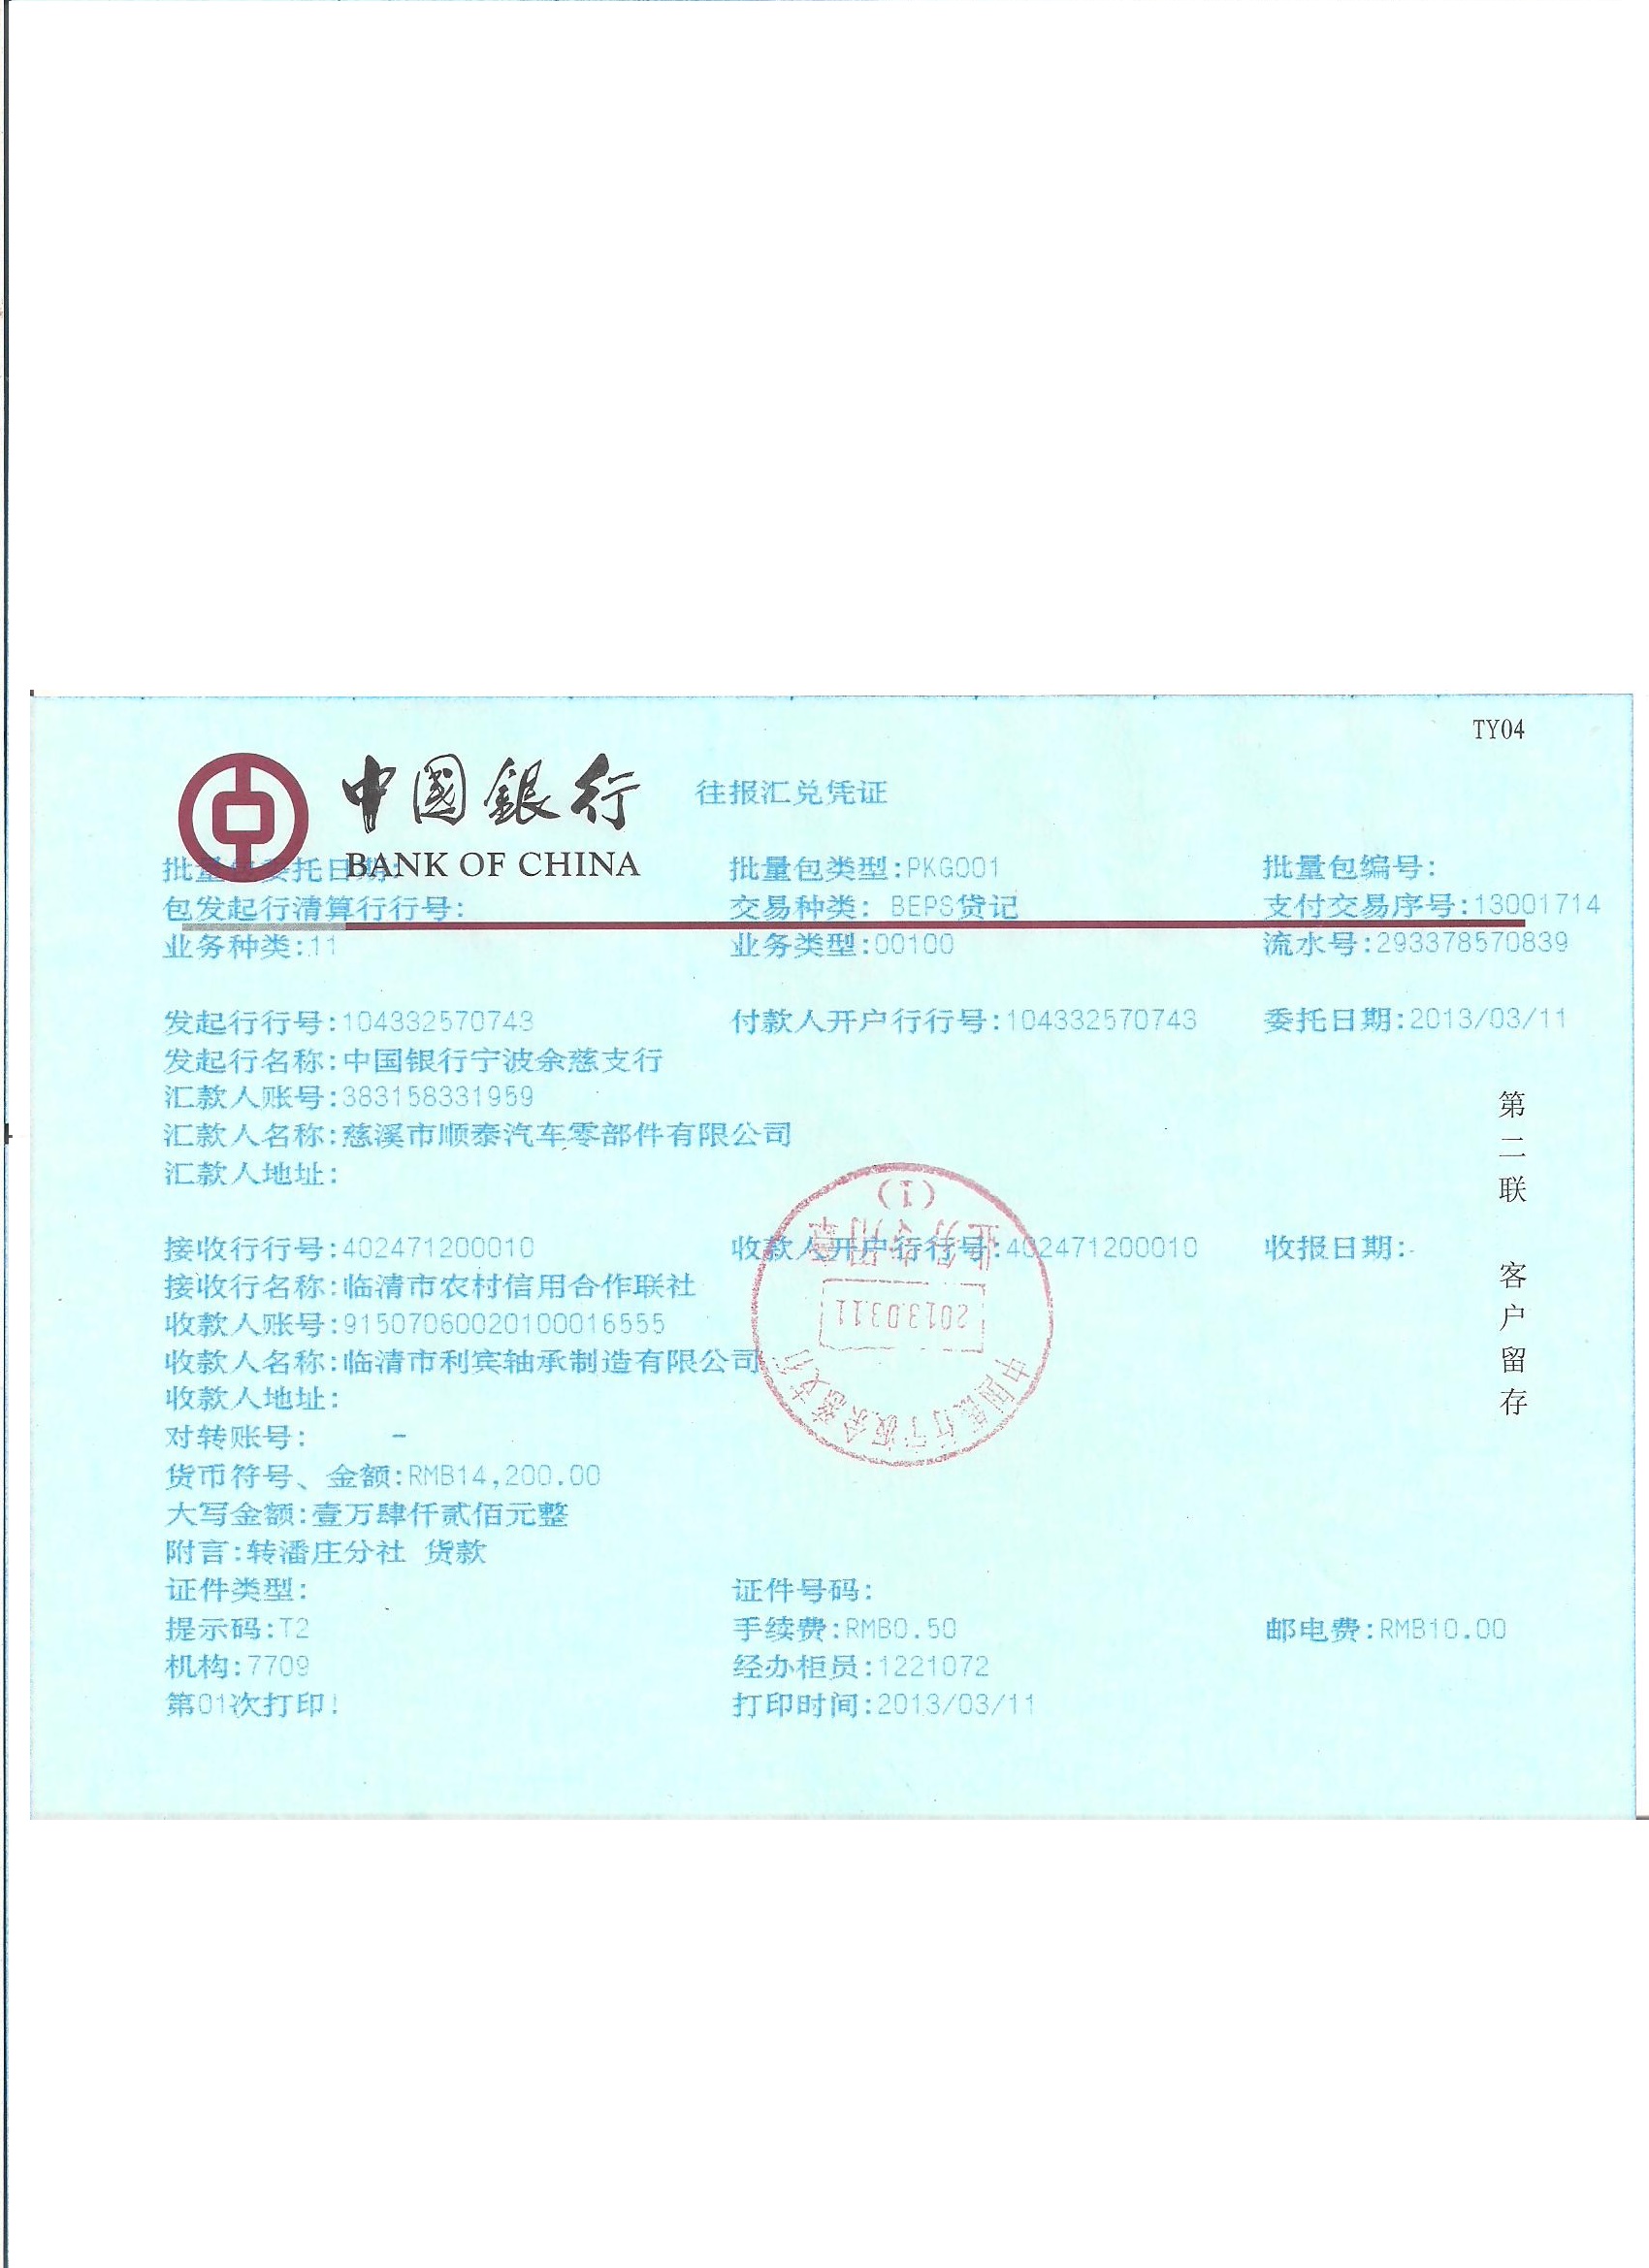 TY04
中國銀行 往报汇兑凭证
BANK OF CHINA
批量包委托日期: 批量包类型:PKG001 批量包编号:
包发起行清算行行号: 交易种类: BEPS贷记 支付交易序号:13001714
业务种类:11 业务类型:00100 流水号:293378570839
发起行行号:104332570743 付款人开户行行号:104332570743 委托日期:2013/03/11
发起行名称:中国银行宁波余慈支行
汇款人账号:383158331959
汇款人名称:慈溪市顺泰汽车零部件有限公司
汇款人地址:
接收行行号:402471200010 收款人开户行行号:402471200010 收报日期:
接收行名称:临清市农村信用合作联社
收款人账号:91507060020100016555
收款人名称:临清市利宾轴承制造有限公司
收款人地址:
对转账号: -
货币符号、金额:RMB14,200.00
大写金额:壹万肆仟贰佰元整
附言:转潘庄分社 货款
证件类型: 证件号码:
提示码:T2 手续费:RMB0.50 邮电费:RMB10.00
机构:7709 经办柜员:1221072
第01次打印! 打印时间:2013/03/11
第二联 客户留存
中国银行宁波余慈支行
2013.03.11
业务专用章
(1)